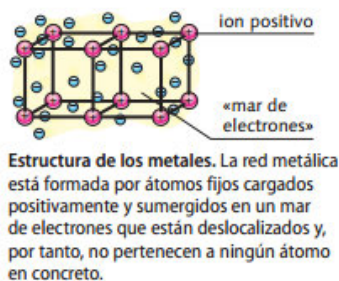 ion positivo
«mar de
electrones»
Estructura de los metales. La red metálica
está formada por átomos fijos cargados
positivamente y sumergidos en un mar
de electrones que están deslocalizados y,
por tanto, no pertenecen a ningún átomo
en concreto.